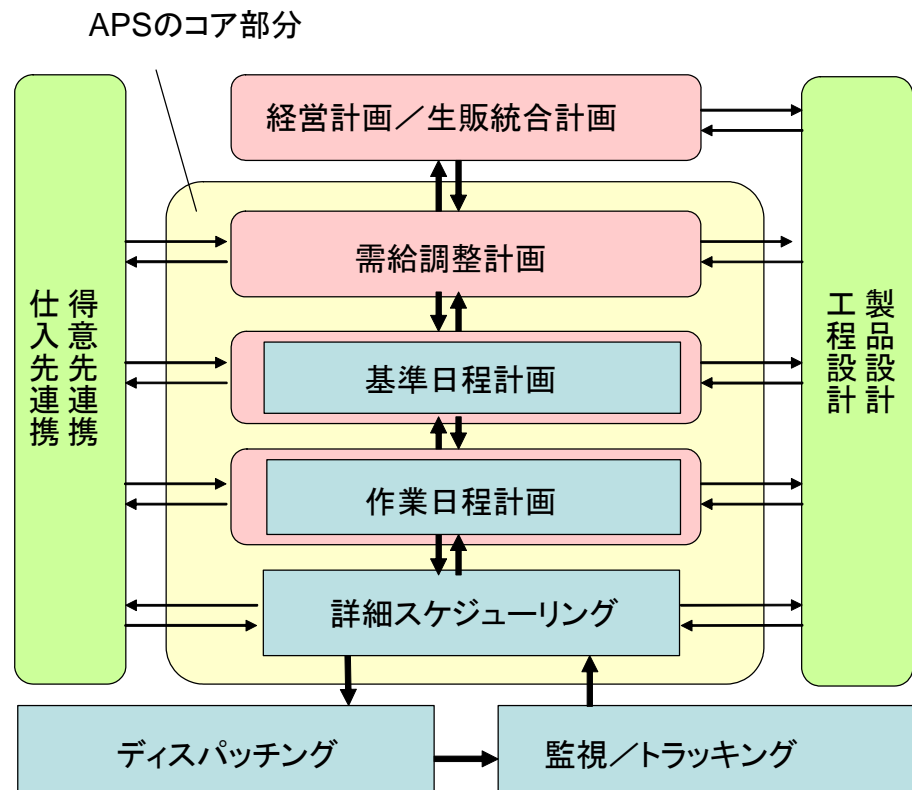 APSのコア部分
経営計画／生販統合計画
需給調整計画
基準日程計画
作業日程計画
詳細スケジューリング
得意先連携
仕入先連携
製品設計
工程設計
ディスパッチング
監視／トラッキング